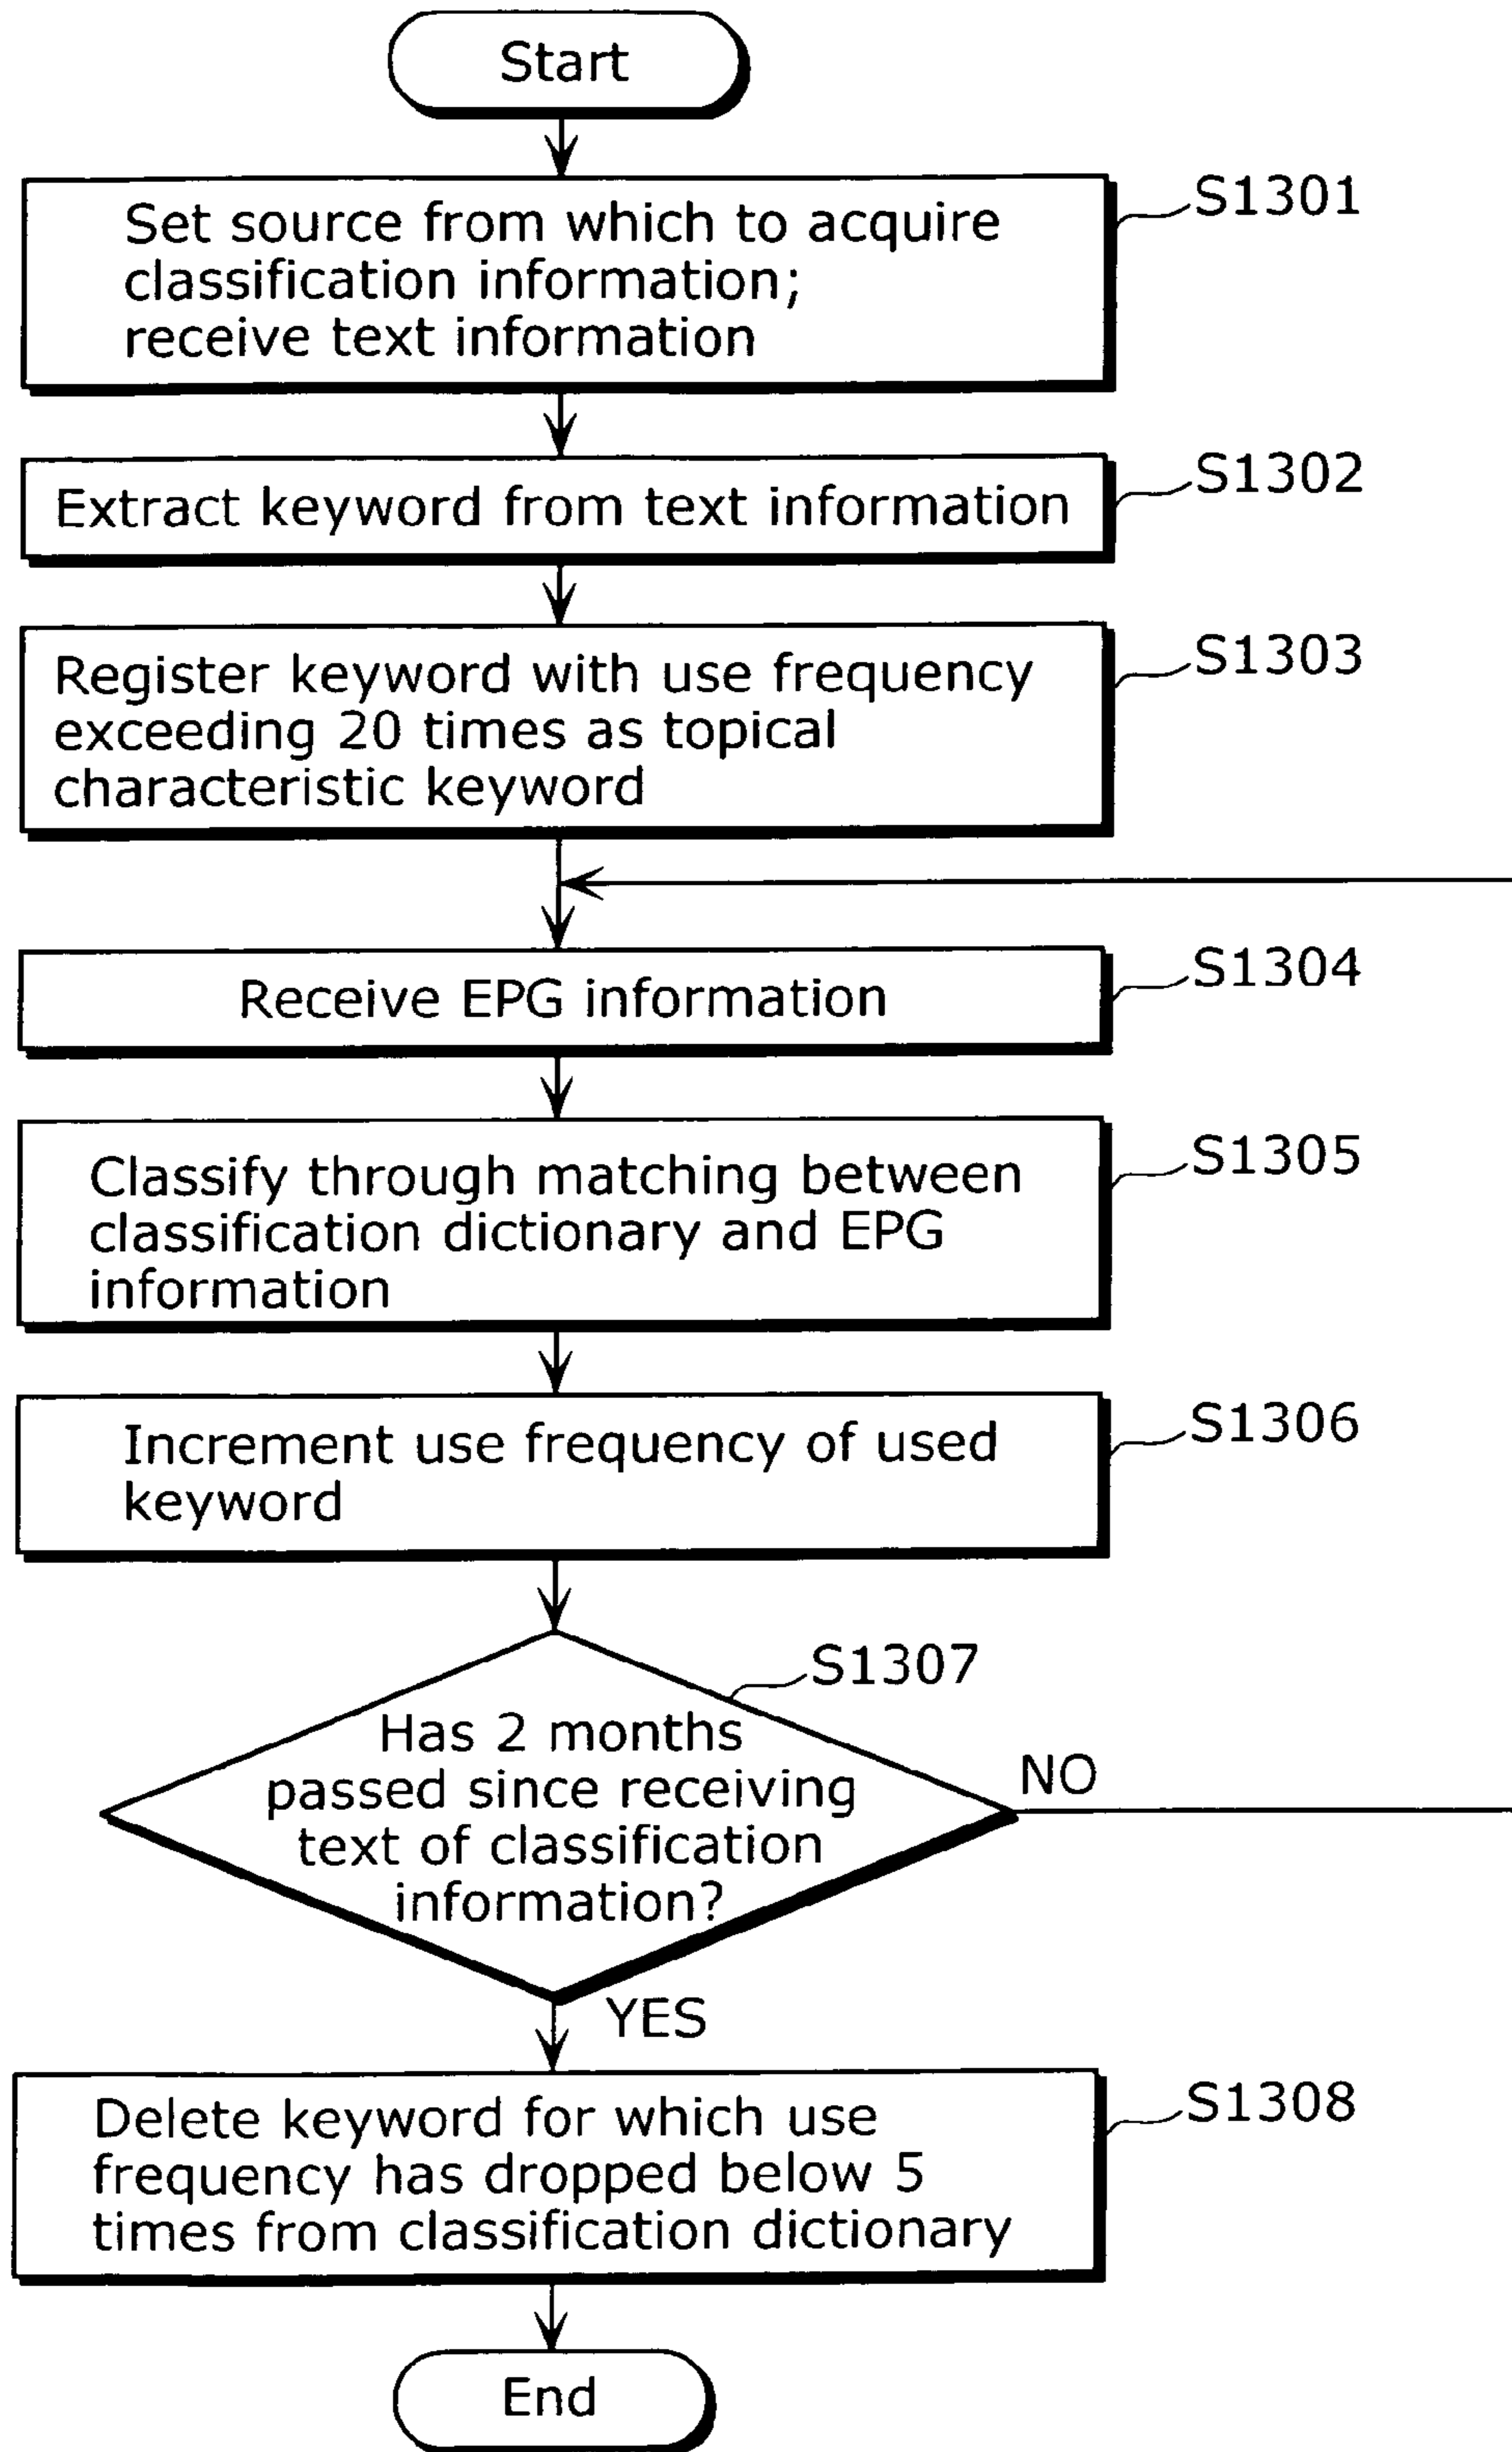 Start
S1301
Set source from which to acquire
classification information;
receive text information
S1302
Extract keyword from text information
S1303
Register keyword with use frequency
exceeding 20 times as topical
characteristic keyword
S1304
Receive EPG information
S1305
Classify through matching between
classification dictionary and EPG
information
S1306
Increment use frequency of used
keyword
S1307
Has 2 months
passed since receiving
text of classification
information?
NO
YES
S1308
Delete keyword for which use
frequency has dropped below 5
times from classification dictionary
End